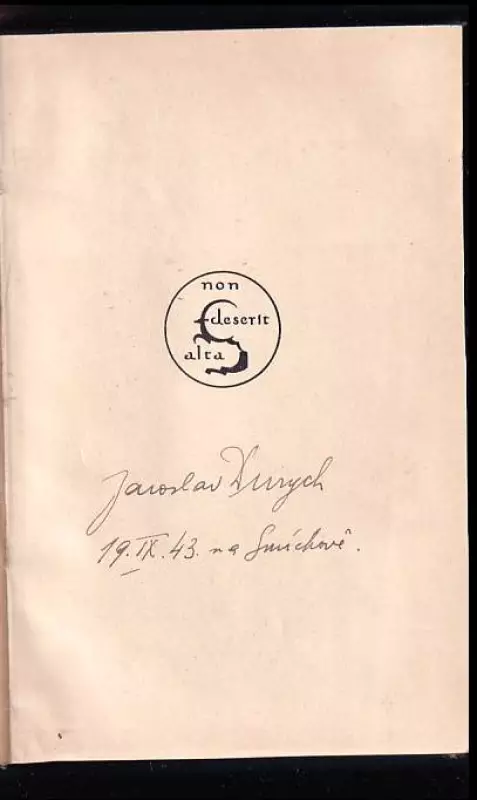 non
deserit
alta
Jaroslav Durych
19. IX. 43. na Smíchově.